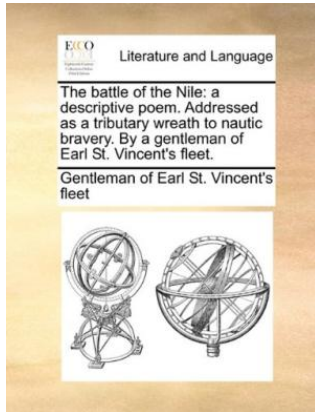 ECCO
Literature and Language
The battle of the Nile: a
descriptive poem. Addressed
as a tributary wreath to nautic
bravery. By a gentleman of
Earl St. Vincent's fleet.
Gentleman of Earl St. Vincent's
fleet